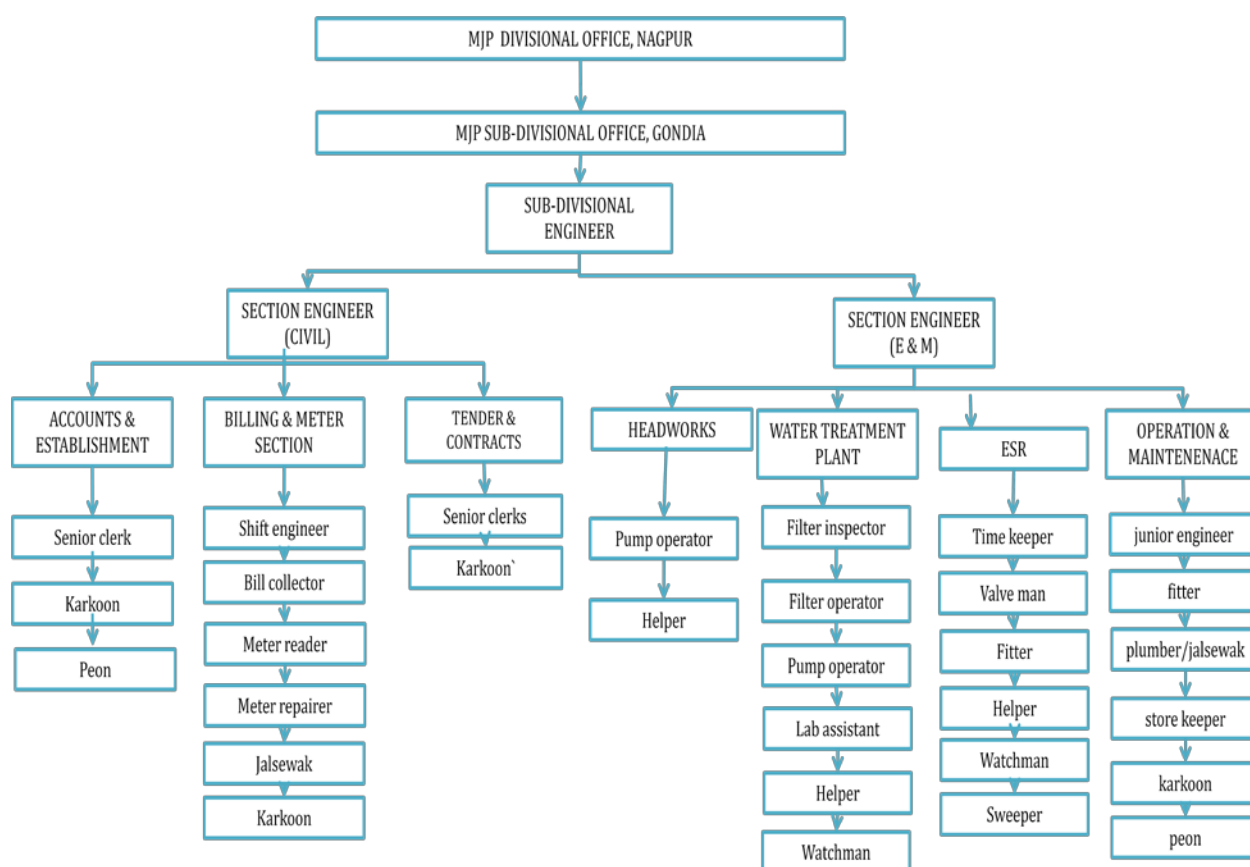 MJP DIVISIONAL OFFICE, NAGPUR
MJP SUB-DIVISIONAL OFFICE, GONDIA
SUB-DIVISIONAL
ENGINEER
SECTION ENGINEER
(CIVIL)
SECTION ENGINEER
(E & M)
ACCOUNTS &
ESTABLISHMENT
Senior clerk
Karkoon
Peon
BILLING & METER
SECTION
Shift engineer
Bill collector
Meter reader
Meter repairer
Jalsewak
Karkoon
TENDER &
CONTRACTS
Senior clerks
Karkoon`
HEADWORKS
Pump operator
Helper
WATER TREATMENT
PLANT
Filter inspector
Filter operator
Pump operator
Lab assistant
Helper
Watchman
ESR
Time keeper
Valve man
Fitter
Helper
Watchman
Sweeper
OPERATION &
MAINTENENACE
junior engineer
fitter
plumber/jalsewak
store keeper
karkoon
peon